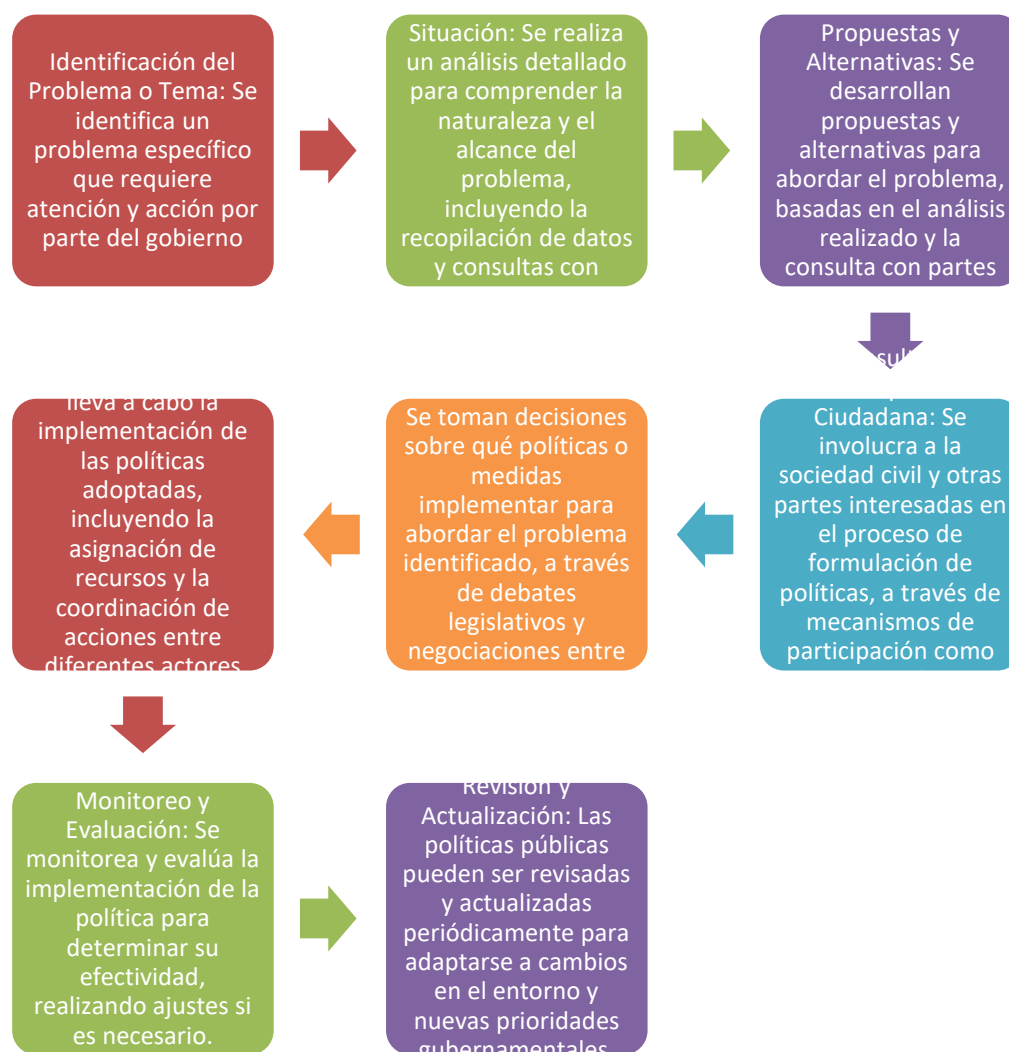 Identificación del
Problema o Tema: Se
identifica un
problema específico
que requiere
atención y acción por
parte del gobierno
Situación: Se realiza
un análisis detallado
para comprender la
naturaleza y el
alcance del
problema,
incluyendo la
recopilación de datos
y consultas con
Propuestas y
Alternativas: Se
desarrollan
propuestas y
alternativas para
abordar el problema,
basadas en el análisis
realizado y la
consulta con partes
Ciudadana: Se
involucra a la
sociedad civil y otras
partes interesadas en
el proceso de
formulación de
políticas, a través de
mecanismos de
participación como
Se toman decisiones
sobre qué políticas o
medidas
implementar para
abordar el problema
identificado, a través
de debates
legislativos y
negociaciones entre
lleva a cabo la
implementación de
las políticas
adoptadas,
incluyendo la
asignación de
recursos y la
coordinación de
acciones entre
diferentes actores
Monitoreo y
Evaluación: Se
monitorea y evalúa la
implementación de la
política para
determinar su
efectividad,
realizando ajustes si
es necesario.
Revisión y
Actualización: Las
políticas públicas
pueden ser revisadas
y actualizadas
periódicamente para
adaptarse a cambios
en el entorno y
nuevas prioridades
gubernamentales.